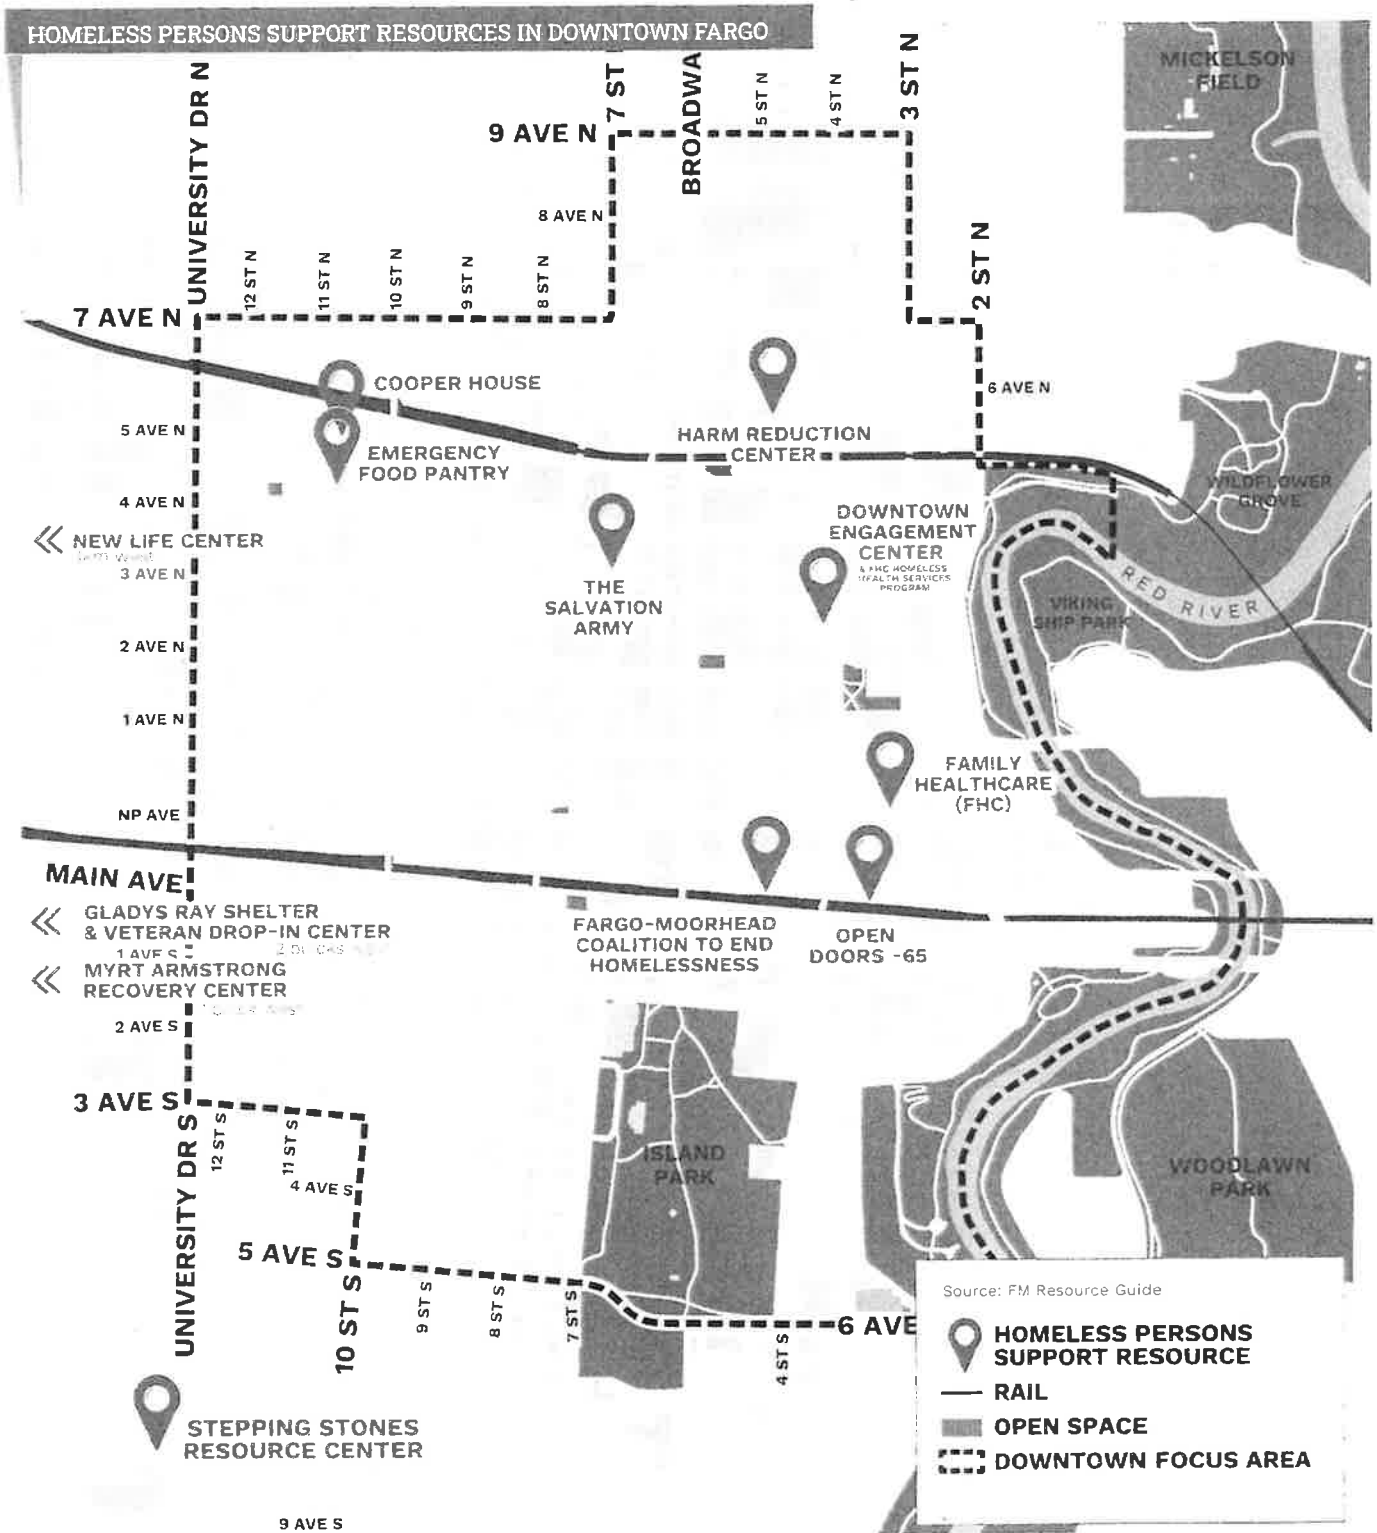 HOMELESS PERSONS SUPPORT RESOURCES IN DOWNTOWN FARGO
UNIVERSITY DR N
7 ST
BROADWA
5 ST N
4 ST N
3 ST N
MICKELSON
FIELD
9 AVE N
8 AVE N
2 ST N
12 ST N
11 ST N
10 ST N
9 ST N
8 ST N
7 AVE N
COOPER HOUSE
6 AVE N
5 AVE N
HARM REDUCTION
CENTER
EMERGENCY
FOOD PANTRY
WILDFLOWER
GROVE
4 AVE N
DOWNTOWN
ENGAGEMENT
CENTER
& FHC HOMELESS
HEALTH SERVICES
PROGRAM
NEW LIFE CENTER
3 AVE N
THE
SALVATION
ARMY
RED RIVER
VIKING
SHIP PARK
2 AVE N
1 AVE N
FAMILY
HEALTHCARE
(FHC)
NP AVE
MAIN AVE
GLADYS RAY SHELTER
& VETERAN DROP-IN CENTER
1 AVE S
MYRT ARMSTRONG
RECOVERY CENTER
FARGO-MOORHEAD
COALITION TO END
HOMELESSNESS
OPEN
DOORS -65
2 AVE S
3 AVE S
12 ST S
11 ST S
4 AVE S
UNIVERSITY DR S
ISLAND
PARK
WOODLAWN
PARK
5 AVE S
10 ST S
9 ST S
8 ST S
7 ST S
4 ST S
6 AVE
STEPPING STONES
RESOURCE CENTER
9 AVE S
Source: FM Resource Guide
HOMELESS PERSONS
SUPPORT RESOURCE
RAIL
OPEN SPACE
DOWNTOWN FOCUS AREA